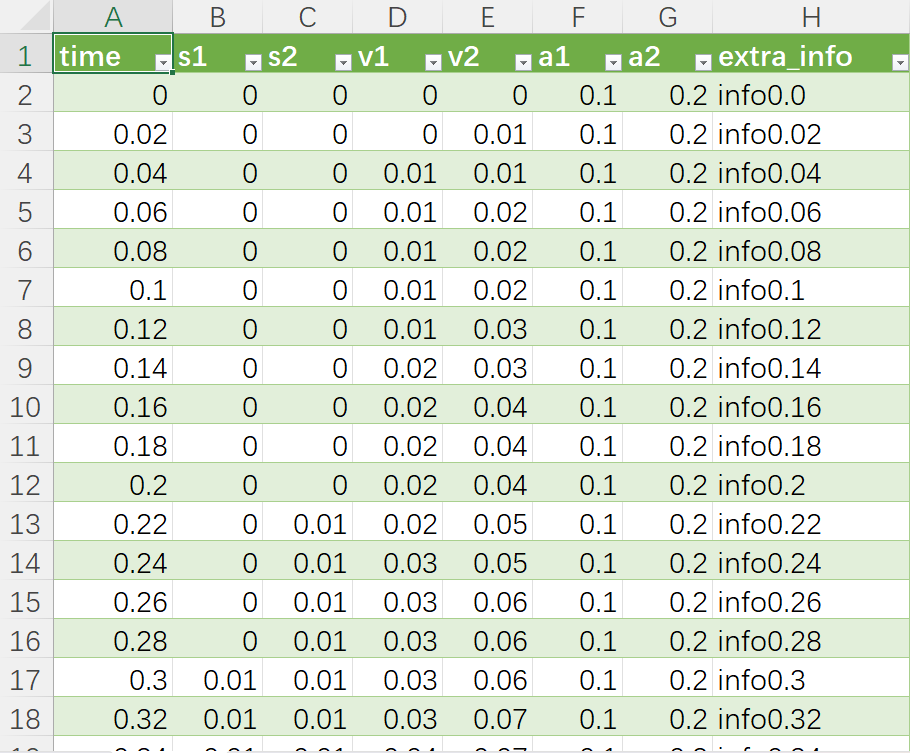 A B C D E F G H
1 time s1 s2 v1 v2 a1 a2 extra_info
2 0 0 0 0 0 0.1 0.2 info0.0
3 0.02 0 0 0 0.01 0.1 0.2 info0.02
4 0.04 0 0 0.01 0.01 0.1 0.2 info0.04
5 0.06 0 0 0.01 0.02 0.1 0.2 info0.06
6 0.08 0 0 0.01 0.02 0.1 0.2 info0.08
7 0.1 0 0 0.01 0.02 0.1 0.2 info0.1
8 0.12 0 0 0.01 0.03 0.1 0.2 info0.12
9 0.14 0 0 0.02 0.03 0.1 0.2 info0.14
10 0.16 0 0 0.02 0.04 0.1 0.2 info0.16
11 0.18 0 0 0.02 0.04 0.1 0.2 info0.18
12 0.2 0 0 0.02 0.04 0.1 0.2 info0.2
13 0.22 0 0.01 0.02 0.05 0.1 0.2 info0.22
14 0.24 0 0.01 0.03 0.05 0.1 0.2 info0.24
15 0.26 0 0.01 0.03 0.06 0.1 0.2 info0.26
16 0.28 0 0.01 0.03 0.06 0.1 0.2 info0.28
17 0.3 0.01 0.01 0.03 0.06 0.1 0.2 info0.3
18 0.32 0.01 0.01 0.03 0.07 0.1 0.2 info0.32